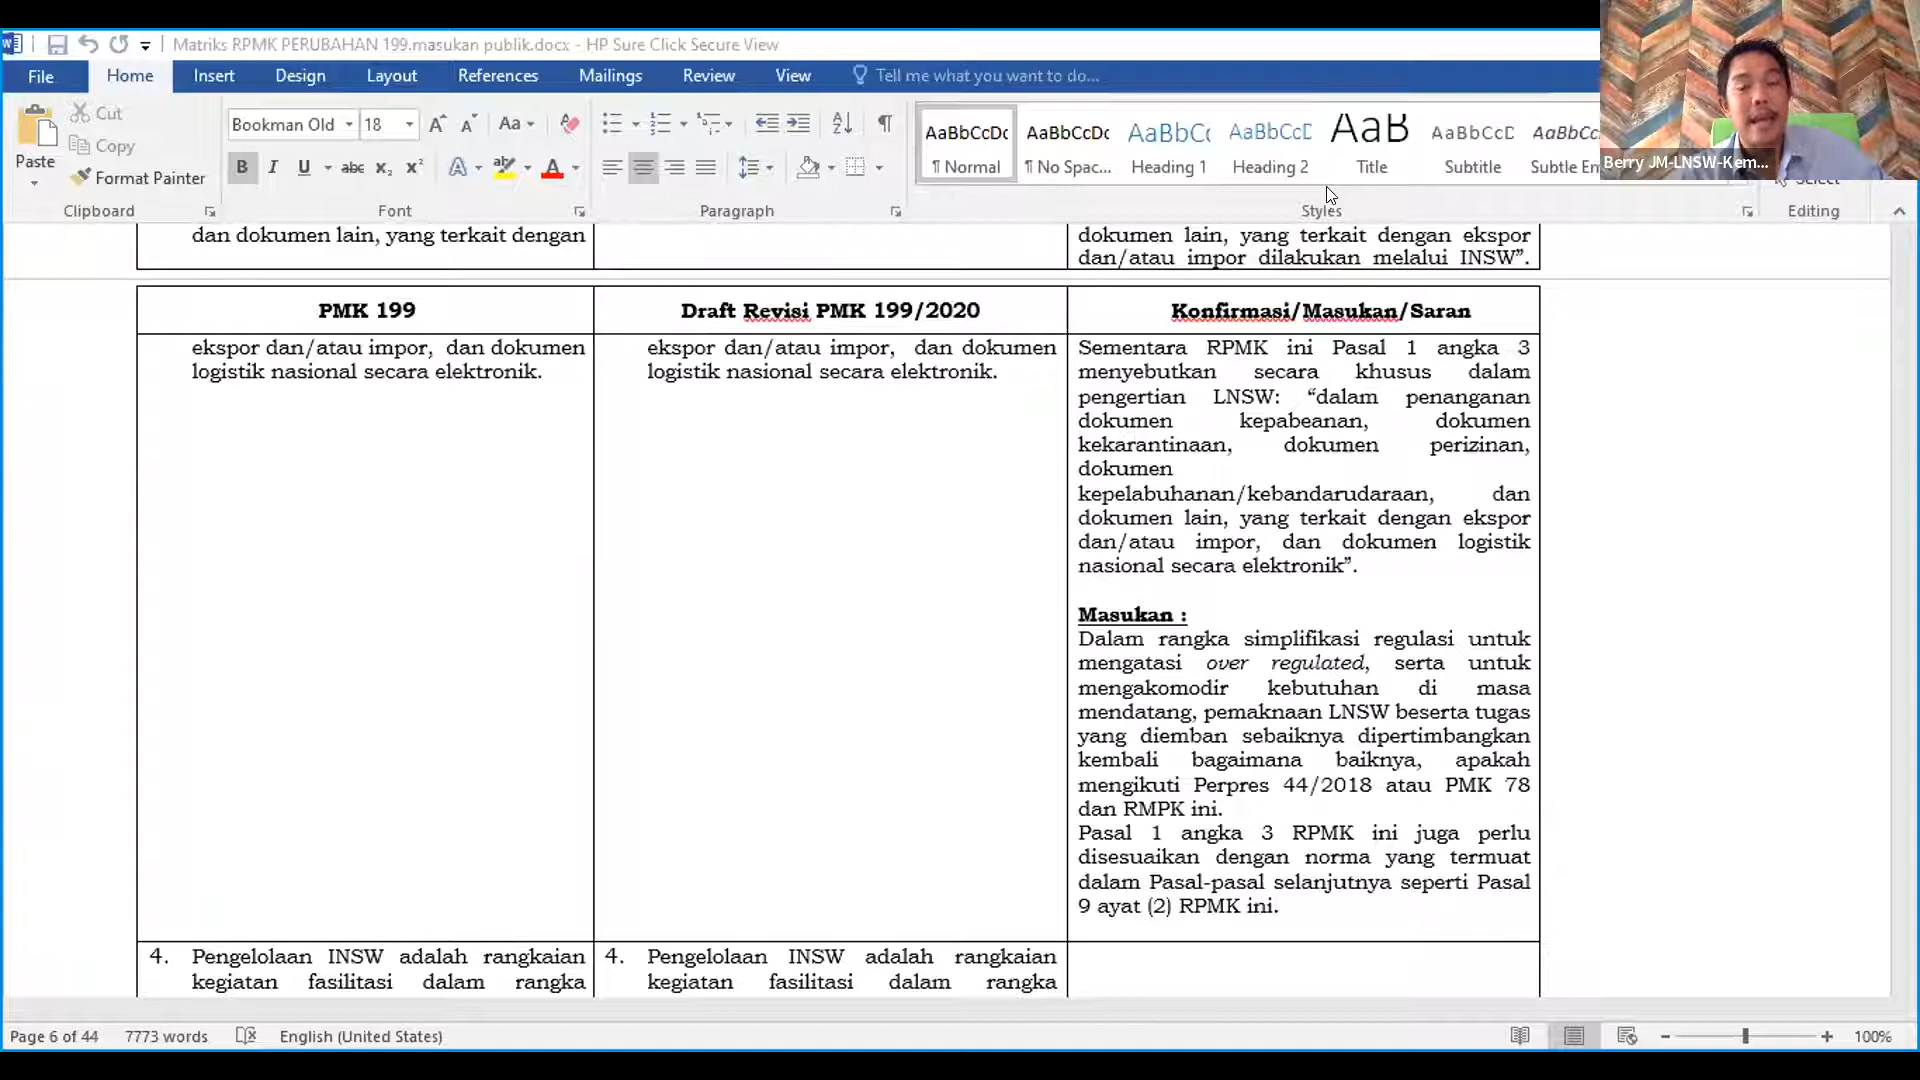 Matriks RPMK PERUBAHAN 199.masukan publik.docx - HP Sure Click Secure View
File Home Insert Design Layout References Mailings Review View Tell me what you want to do...
Paste
Cut
Copy
Format Painter
Clipboard
Bookman Old 18
Aa
B I U abc x₂ x²
Font
Paragraph
AaBbCcDc AaBbCcDc AaBbC AaBbCcD AaB AaBbCcD AaBbCc
¶ Normal ¶ No Spac... Heading 1 Heading 2 Title Subtitle Subtle Em
Styles
Select
Editing
Berry JM-LNSW-Kem...
dan dokumen lain, yang terkait dengan
dokumen lain, yang terkait dengan ekspor
dan/atau impor dilakukan melalui INSW”.
PMK 199
Draft Revisi PMK 199/2020
Konfirmasi/Masukan/Saran
ekspor dan/atau impor, dan dokumen
logistik nasional secara elektronik.
ekspor dan/atau impor, dan dokumen
logistik nasional secara elektronik.
Sementara RPMK ini Pasal 1 angka 3
menyebutkan secara khusus dalam
pengertian LNSW: “dalam penanganan
dokumen kepabeanan, dokumen
kekarantinaan, dokumen perizinan,
dokumen
kepelabuhanan/kebandarudaraan, dan
dokumen lain, yang terkait dengan ekspor
dan/atau impor, dan dokumen logistik
nasional secara elektronik”.
Masukan :
Dalam rangka simplifikasi regulasi untuk
mengatasi over regulated, serta untuk
mengakomodir kebutuhan di masa
mendatang, pemaknaan LNSW beserta tugas
yang diemban sebaiknya dipertimbangkan
kembali bagaimana baiknya, apakah
mengikuti Perpres 44/2018 atau PMK 78
dan RMPK ini.
Pasal 1 angka 3 RPMK ini juga perlu
disesuaikan dengan norma yang termuat
dalam Pasal-pasal selanjutnya seperti Pasal
9 ayat (2) RPMK ini.
4. Pengelolaan INSW adalah rangkaian
kegiatan fasilitasi dalam rangka
4. Pengelolaan INSW adalah rangkaian
kegiatan fasilitasi dalam rangka
Page 6 of 44 7773 words English (United States) 100%